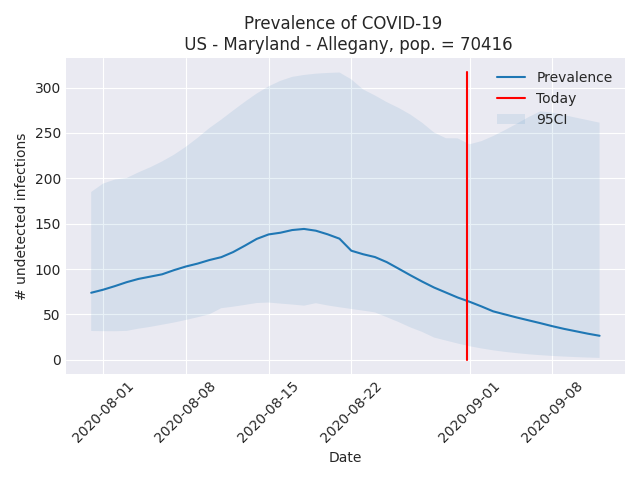 Prevalence of COVID-19
US - Maryland - Allegany, pop. = 70416
Prevalence
Today
95CI
# undetected infections
300
250
200
150
100
50
0
2020-08-01
2020-08-08
2020-08-15
2020-08-22
2020-09-01
2020-09-08
Date